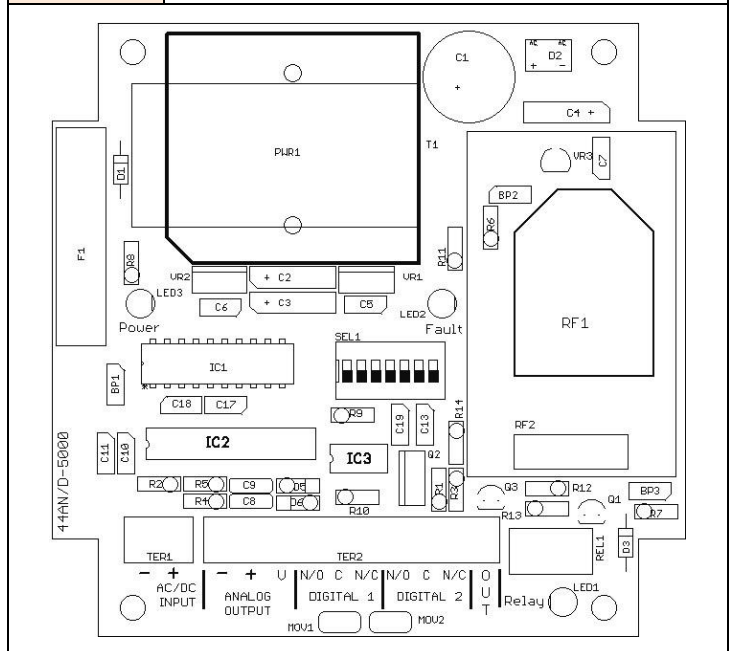 C1
AC AC
D2
+ -
+
C4 +
PWR1
T1
D1
VR3
C7
BP2
R6
F1
R8
R11
VR2
+ C2
VR1
LED3
C6
+ C3
C5
LED2
Power
Fault
RF1
SEL1
IC1
BP1
C18
C17
R9
C19
C13
R14
RF2
IC2
IC3
Q2
C11
C10
R2
R5
C9
D5
R4
C8
D6
R10
R1
R3
Q3
R12
BP3
Q1
R13
R7
44AN/D-5000
TER1
TER2
REL1
D3
- + - + U N/O C N/C N/O C N/C O
AC/DC ANALOG DIGITAL 1 DIGITAL 2 U
INPUT OUTPUT T
Relay
LED1
MOV1
MOV2